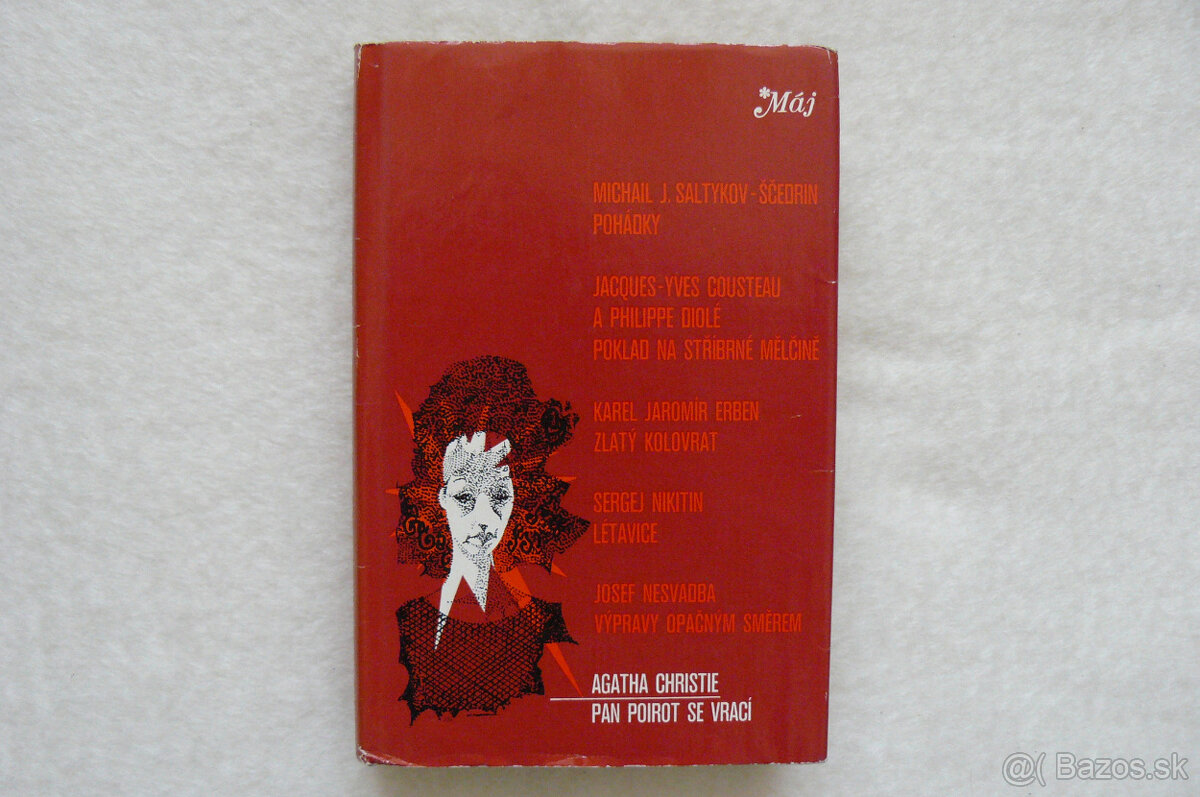 *Máj
MICHAIL J. SALTYKOV-ŠČEDRIN
POHÁDKY
JACQUES-YVES COUSTEAU
A PHILIPPE DIOLÉ
POKLAD NA STŘÍBRNÉ MĚLČINĚ
KAREL JAROMÍR ERBEN
ZLATÝ KOLOVRAT
SERGEJ NIKITIN
LÉTAVICE
JOSEF NESVADBA
VÝPRAVY OPAČNÝM SMĚREM
AGATHA CHRISTIE
PAN POIROT SE VRACÍ
@( Bazos.sk